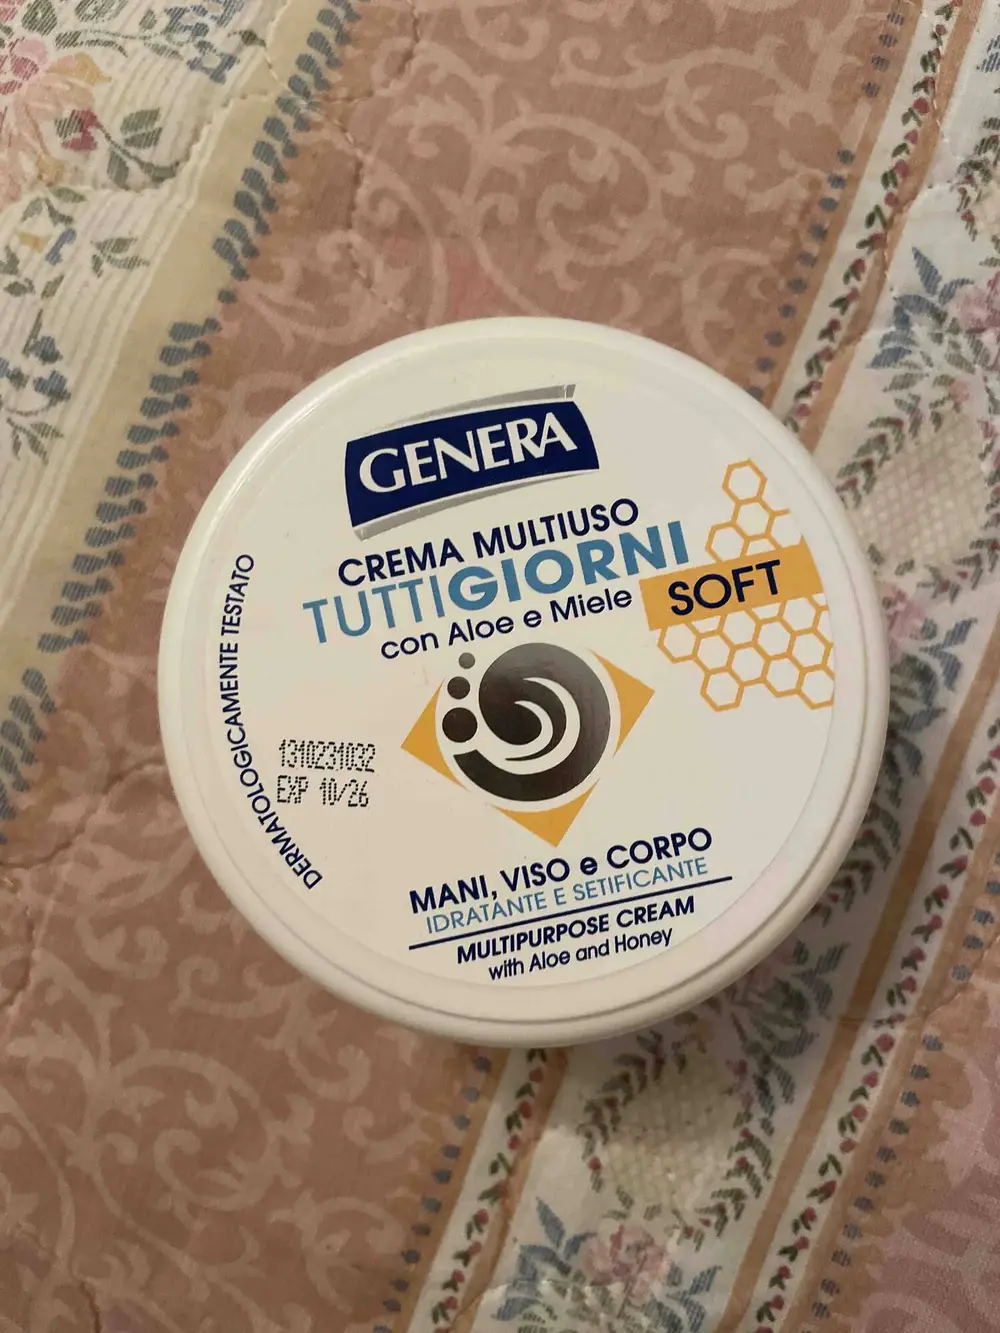 GENERA
CREMA MULTIUSO
TUTTIGIORNI
con Aloe e Miele
SOFT
DERMATOLOGICAMENTE TESTATO
1310231032
EXP 10/26
MANI, VISO e CORPO
IDRATANTE E SETIFICANTE
MULTIPURPOSE CREAM
with Aloe and Honey